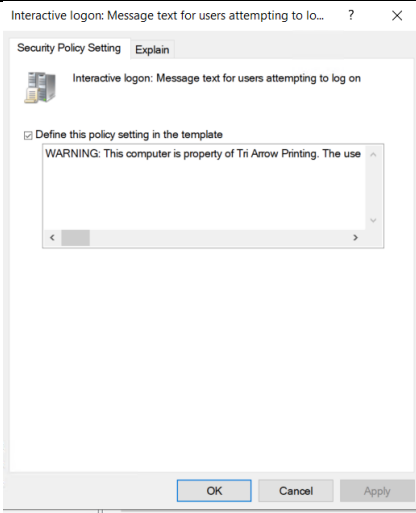 Interactive logon: Message text for users attempting to lo... ? ×
Security Policy Setting Explain
Interactive logon: Message text for users attempting to log on
Define this policy setting in the template
WARNING: This computer is property of Tri Arrow Printing. The use
OK Cancel Apply